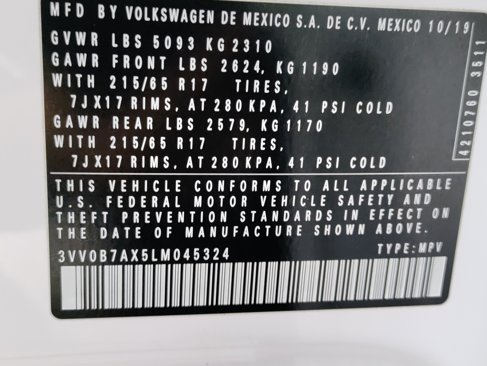 MFD BY VOLKSWAGEN DE MEXICO S.A. DE C.V. MEXICO 10/19
GVWR LBS 5093 KG 2310
GAWR FRONT LBS 2624, KG 1190
WITH 215/65 R17 TIRES,
7JX17 RIMS, AT 280 KPA, 41 PSI COLD
GAWR REAR LBS 2579, KG 1170
WITH 215/65 R17 TIRES,
7JX17 RIMS, AT 280 KPA, 41 PSI COLD
THIS VEHICLE CONFORMS TO ALL APPLICABLE
U.S. FEDERAL MOTOR VEHICLE SAFETY AND
THEFT PREVENTION STANDARDS IN EFFECT ON
THE DATE OF MANUFACTURE SHOWN ABOVE.
3VV0B7AX5LM045324 TYPE: MPV
4210760 3511